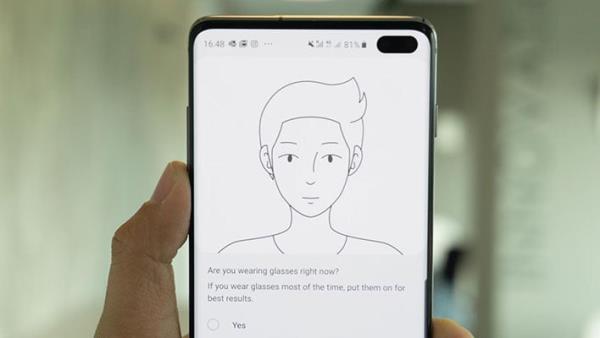 16:48
81%
Are you wearing glasses right now?
If you wear glasses most of the time, put them on for
best results.
Yes